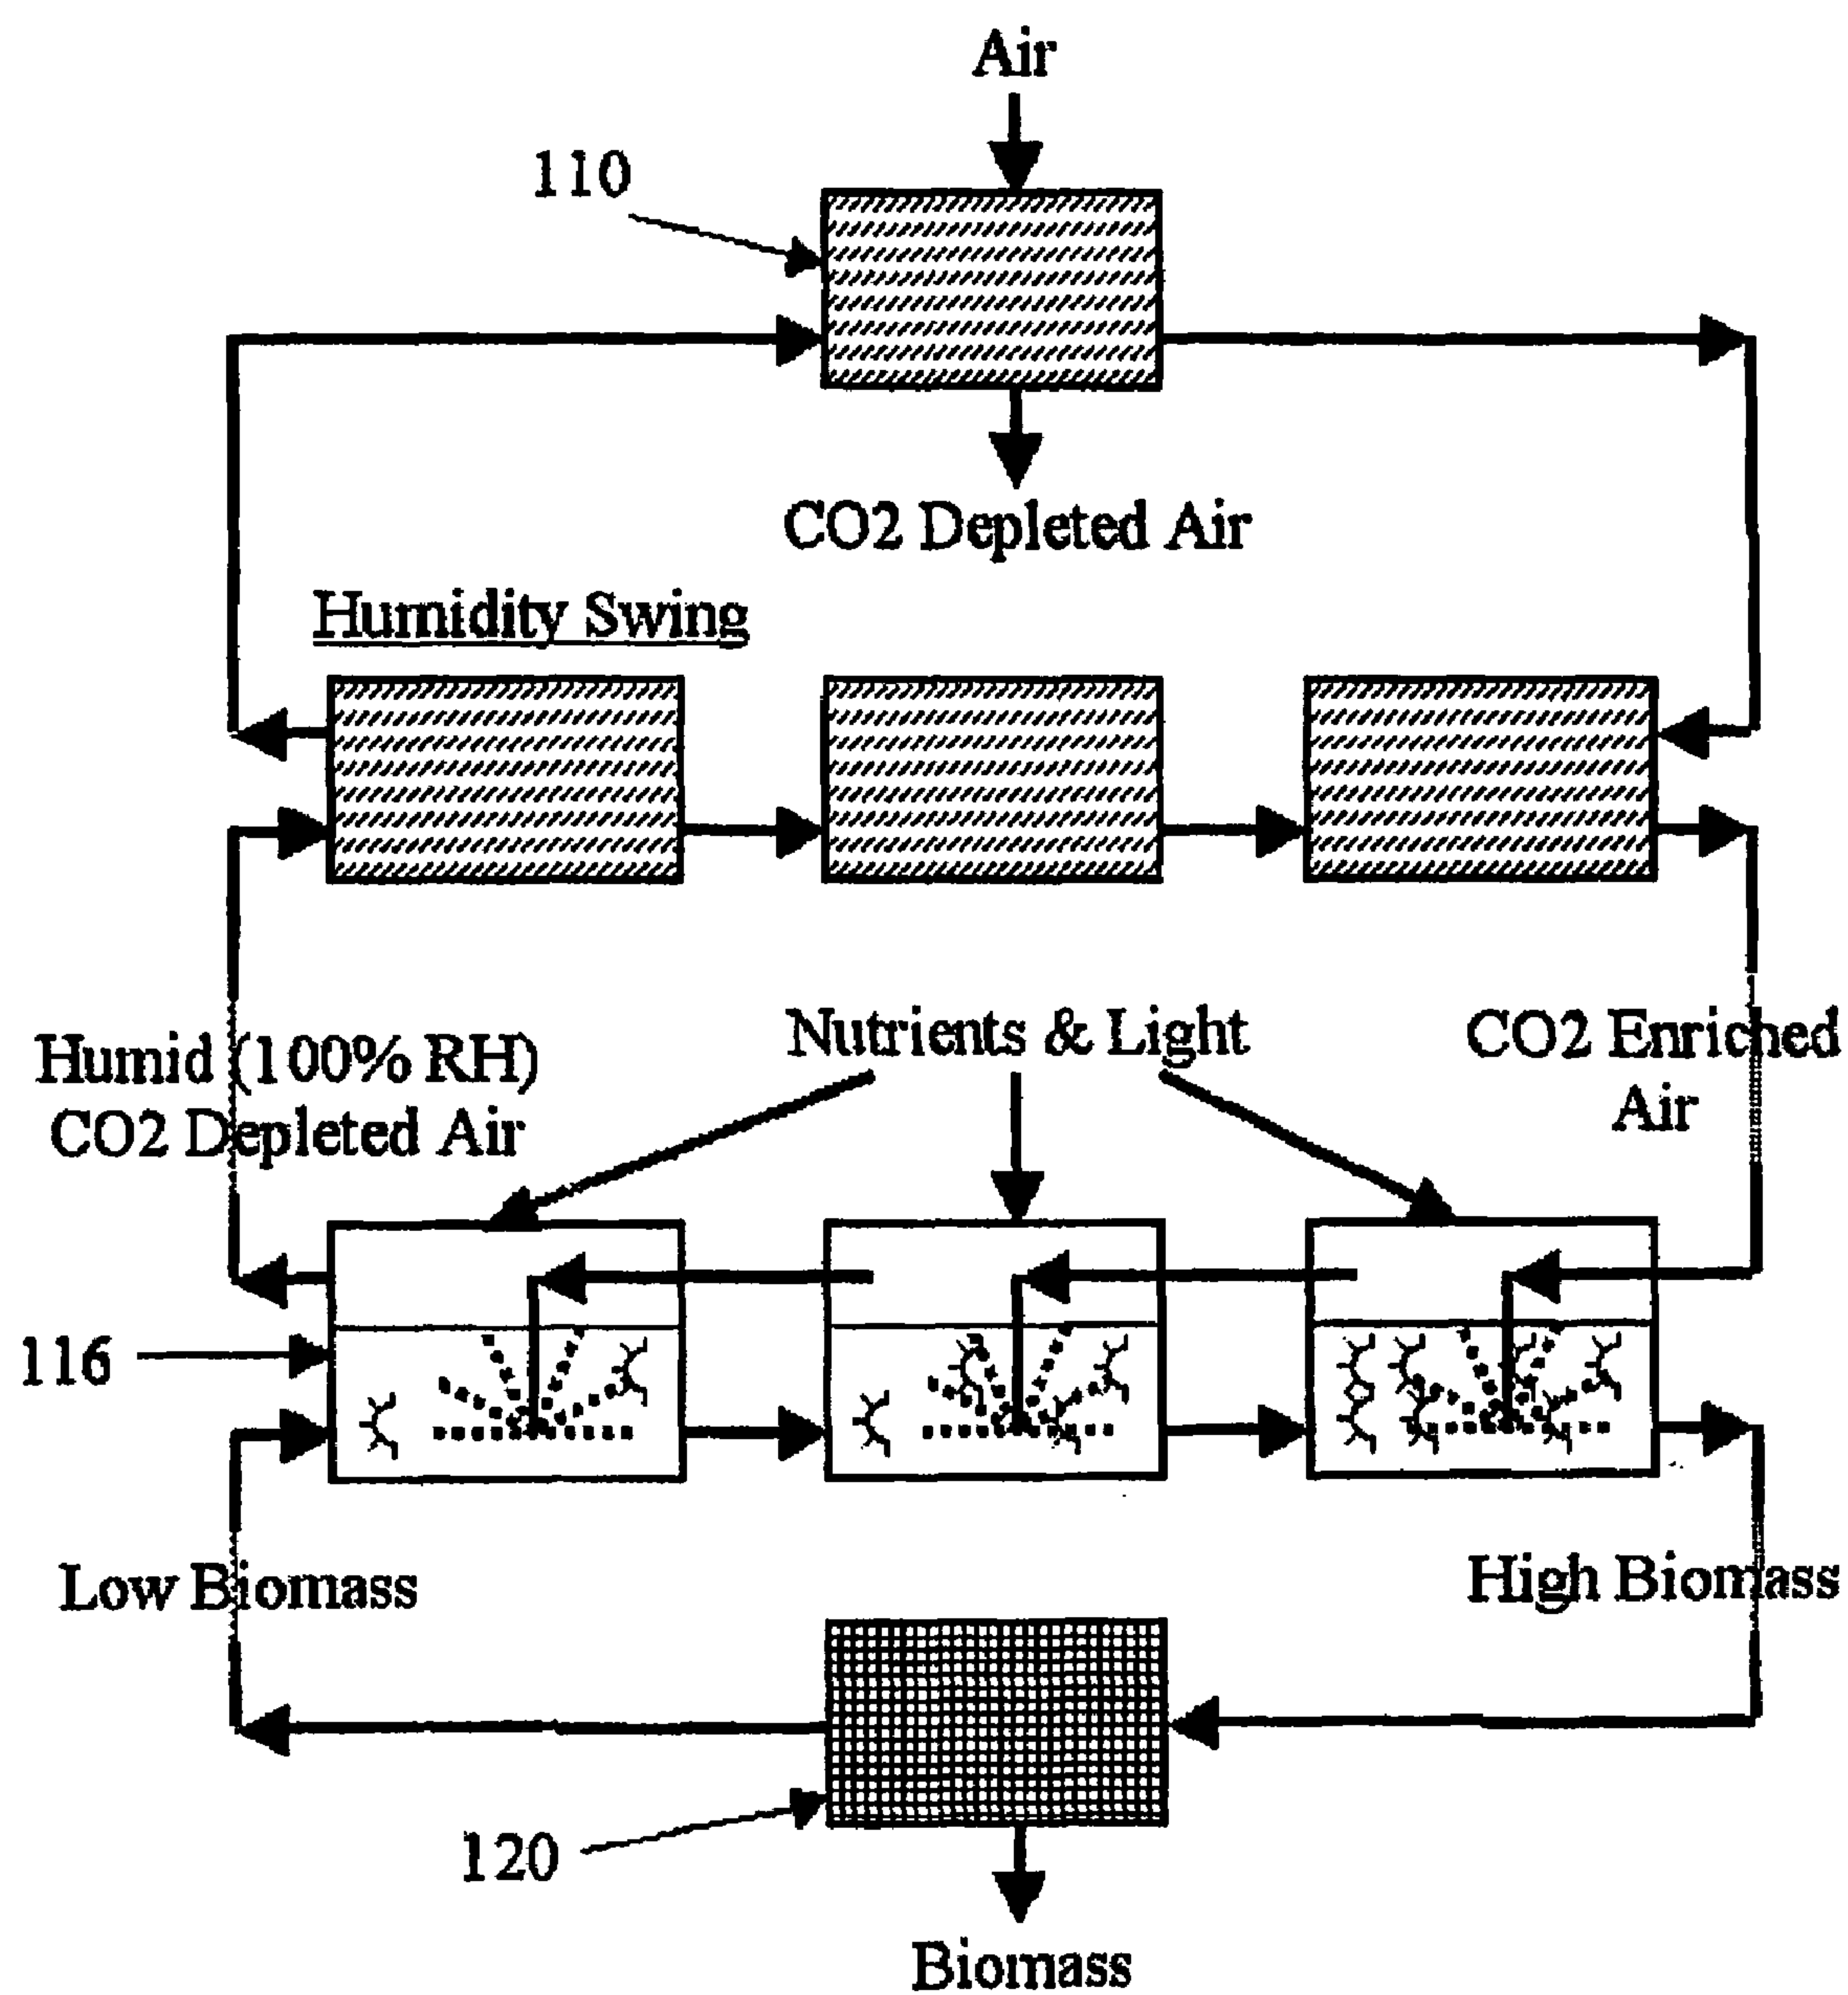 Air
110
CO2 Depleted Air
Humidity Swing
Humid (100% RH)
CO2 Depleted Air
Nutrients & Light
CO2 Enriched
Air
116
Low Biomass
High Biomass
120
Biomass